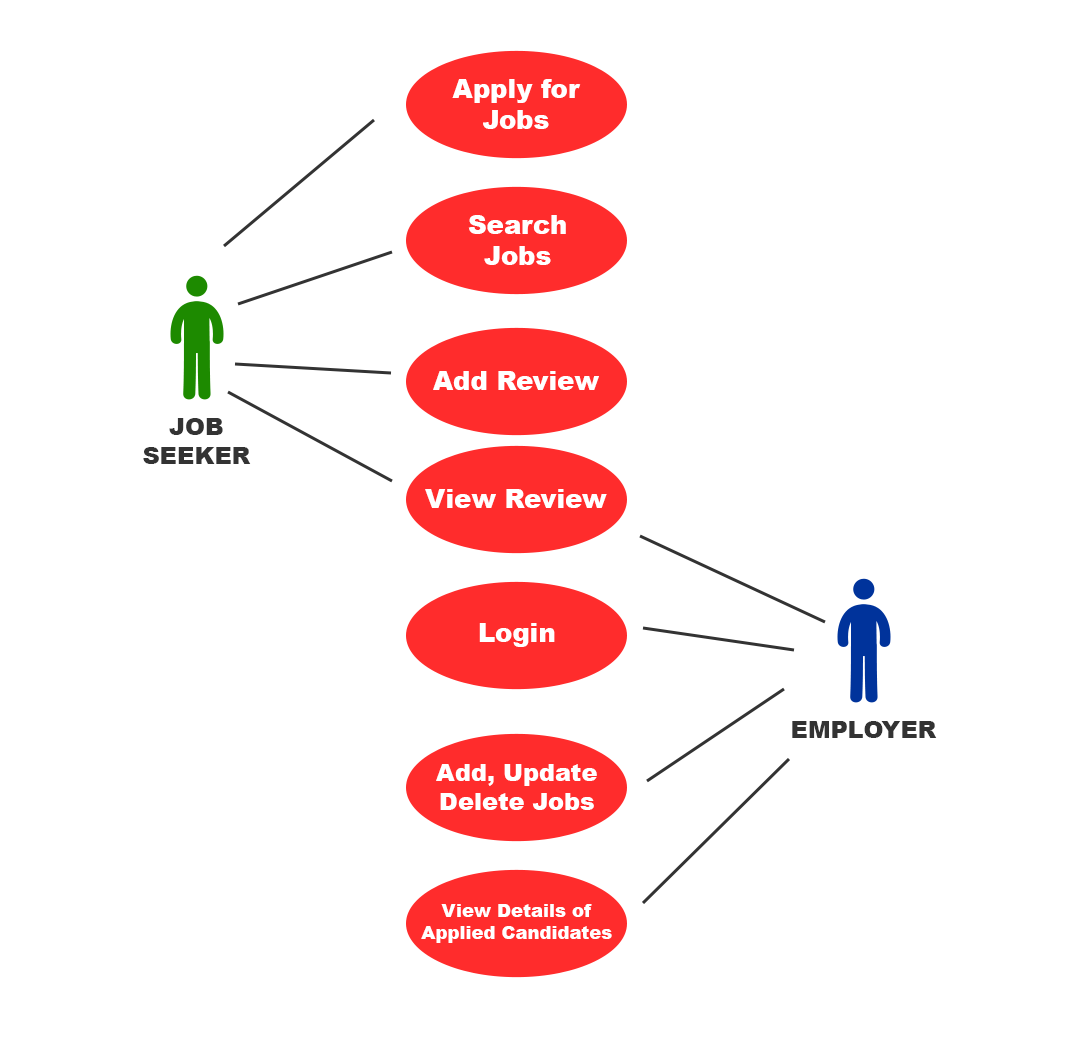 Apply for
Jobs
Search
Jobs
Add Review
JOB
SEEKER
View Review
Login
EMPLOYER
Add, Update
Delete Jobs
View Details of
Applied Candidates